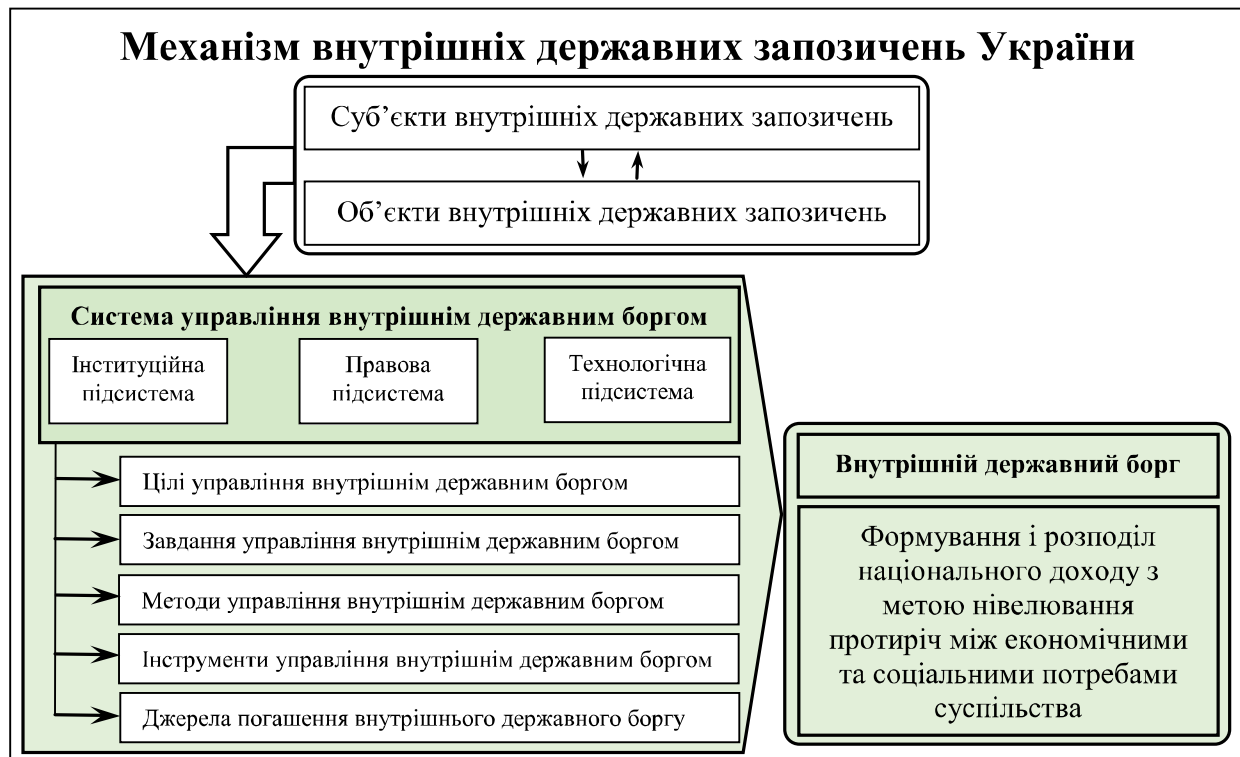 Механізм внутрішніх державних запозичень України
Суб’єкти внутрішніх державних запозичень
Об’єкти внутрішніх державних запозичень
Система управління внутрішнім державним боргом
Інституційна
підсистема
Правова
підсистема
Технологічна
підсистема
Цілі управління внутрішнім державним боргом
Завдання управління внутрішнім державним боргом
Методи управління внутрішнім державним боргом
Інструменти управління внутрішнім державним боргом
Джерела погашення внутрішнього державного боргу
Внутрішній державний борг
Формування і розподіл
національного доходу з
метою нівелювання
протиріч між економічними
та соціальними потребами
суспільства